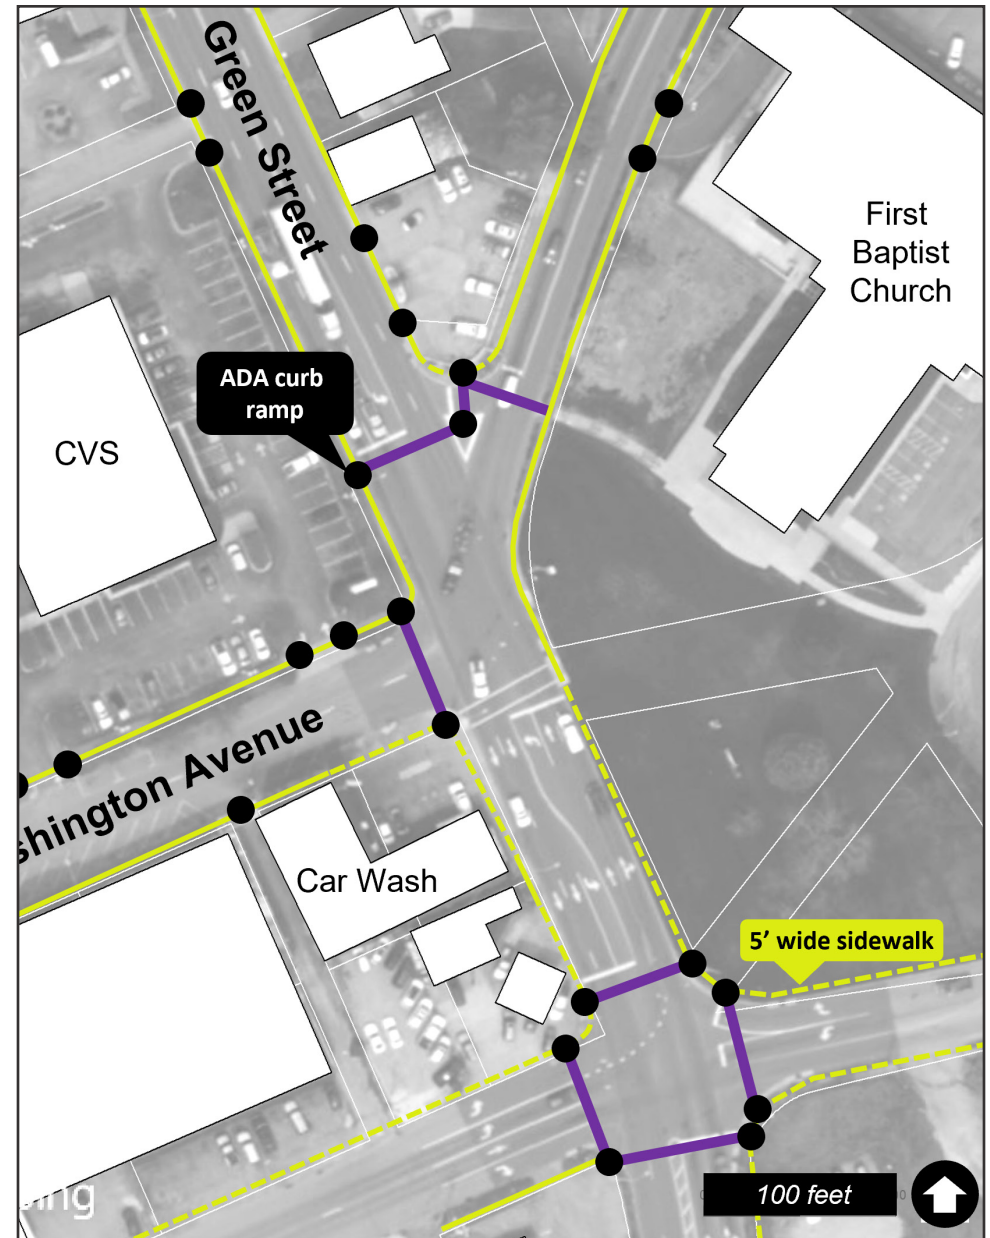 Green Street
First
Baptist
Church
ADA curb
ramp
CVS
shington Avenue
Car Wash
5’ wide sidewalk
100 feet